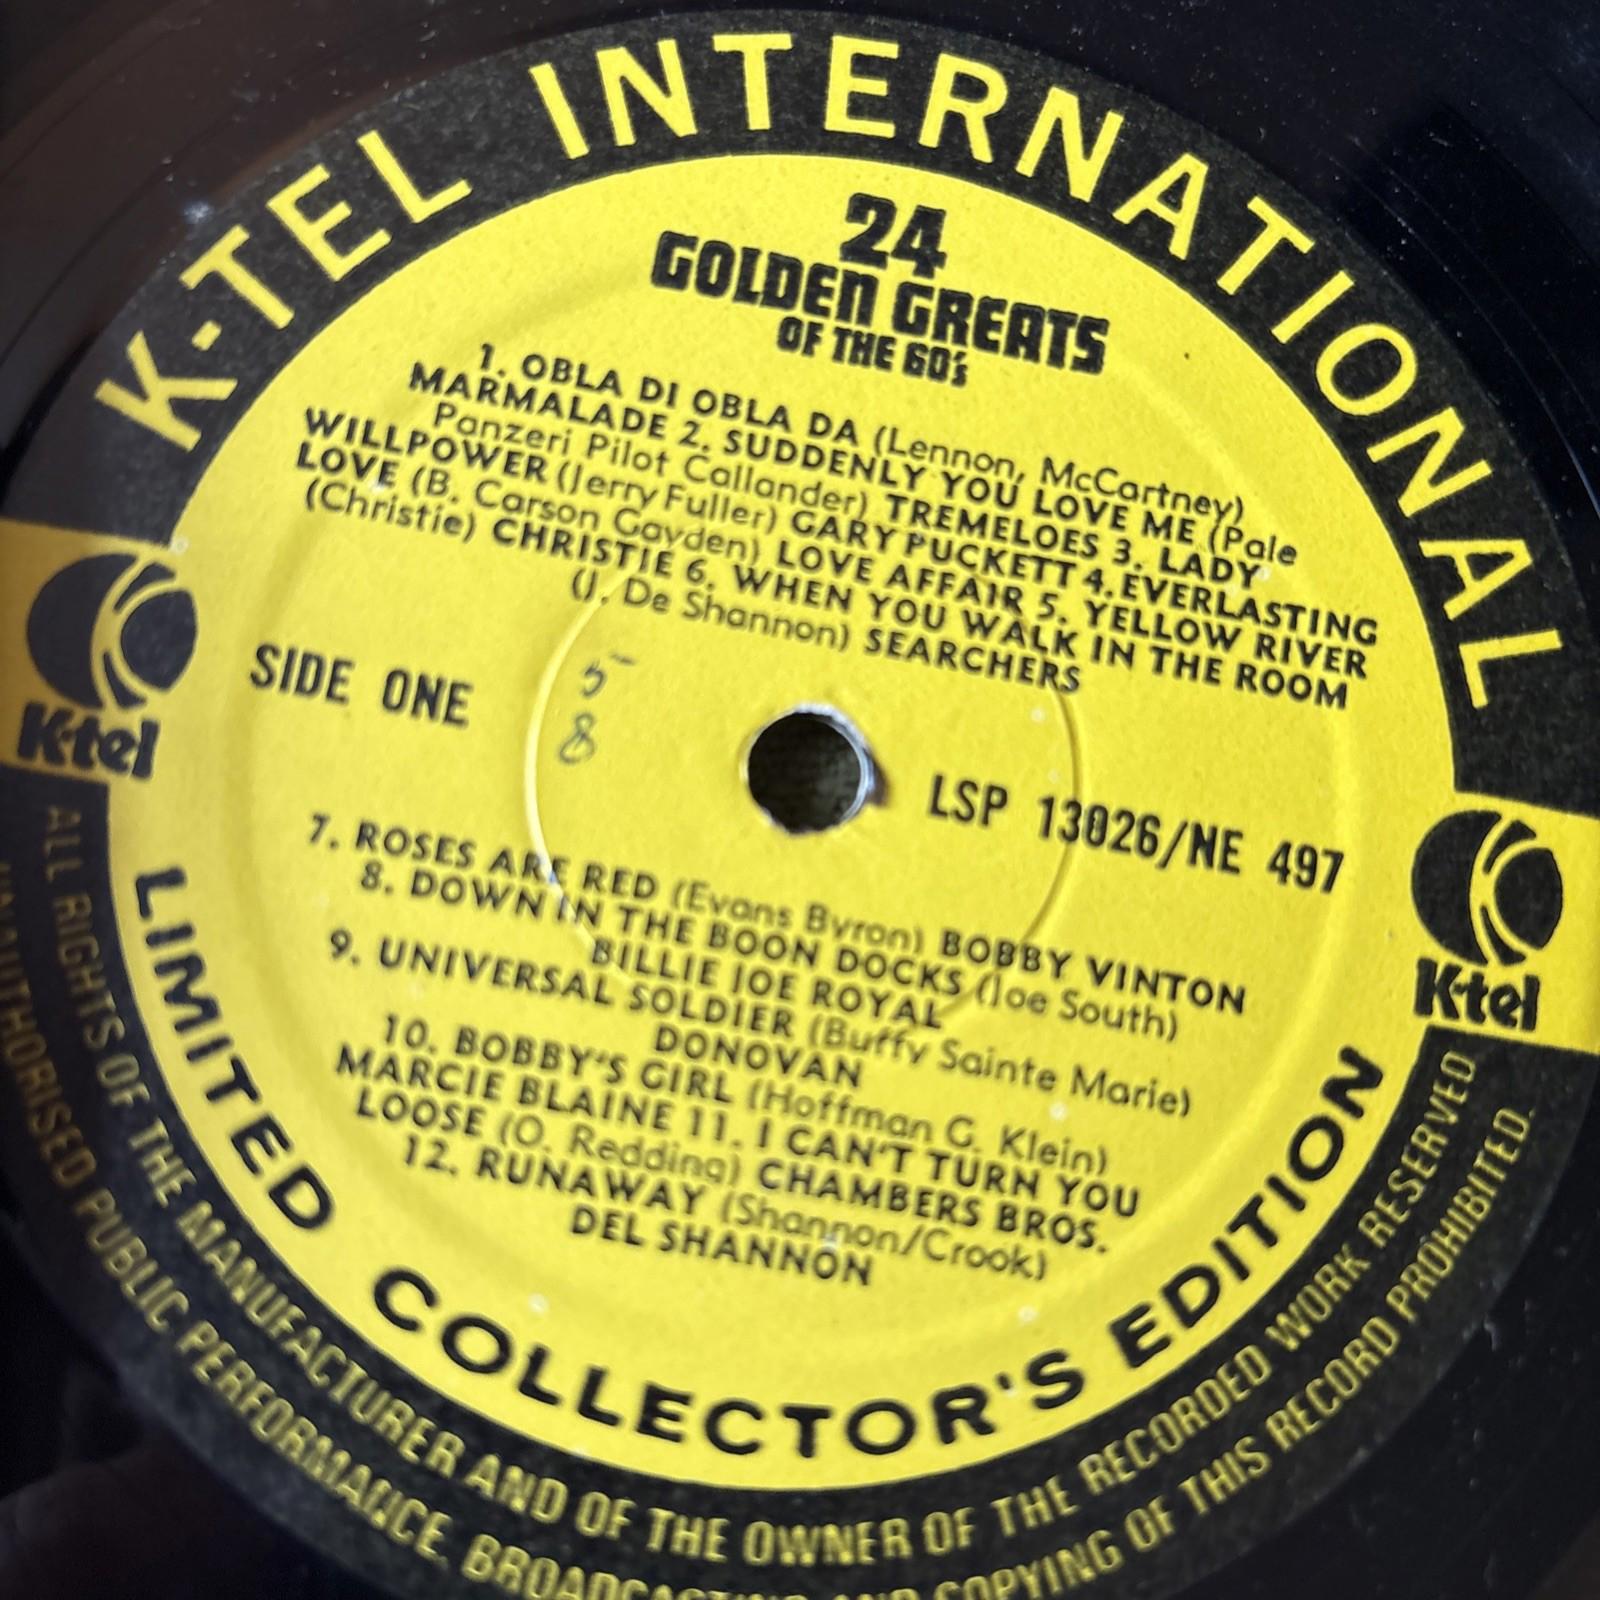 K-TEL INTERNATIONAL
24
GOLDEN GREATS
OF THE 60's
1. OBLA DI OBLA DA (Lennon, McCartney)
MARMALADE 2. SUDDENLY YOU LOVE ME (Pale
Panzeri Pilot Callander) TREMELOES 3. LADY
WILLPOWER (Jerry Fuller) GARY PUCKETT 4. EVERLASTING
LOVE (B. Carson Gayden) LOVE AFFAIR 5. YELLOW RIVER
(Christie) CHRISTIE 6. WHEN YOU WALK IN THE ROOM
(J. De Shannon) SEARCHERS
K-tel
SIDE ONE
5
8
LSP 13026/NE 497
K-tel
7. ROSES ARE RED (Evans Byron) BOBBY VINTON
8. DOWN IN THE BOON DOCKS (Joe South)
BILLIE JOE ROYAL
9. UNIVERSAL SOLDIER (Buffy Sainte Marie)
DONOVAN
10. BOBBY'S GIRL (Hoffman G. Klein)
MARCIE BLAINE 11. I CAN'T TURN YOU
LOOSE (O. Redding) CHAMBERS BROS.
12. RUNAWAY (Shannon/Crook)
DEL SHANNON
LIMITED COLLECTOR'S EDITION
ALL RIGHTS OF THE MANUFACTURER AND OF THE OWNER OF THE RECORDED WORK RESERVED
UNAUTHORISED PUBLIC PERFORMANCE. BROADCASTING AND COPYING OF THIS RECORD PROHIBITED.